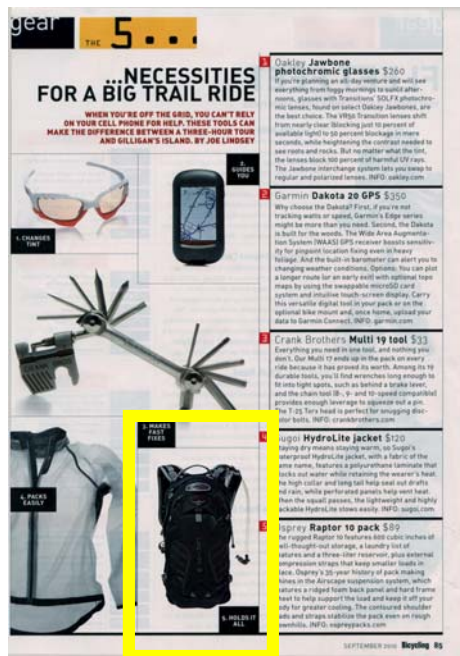 gear
THE 5...
...NECESSITIES
FOR A BIG TRAIL RIDE
WHEN YOU'RE OFF THE GRID, YOU CAN'T RELY
ON YOUR CELL PHONE FOR HELP. THESE TOOLS CAN
MAKE THE DIFFERENCE BETWEEN A THREE-HOUR TOUR
AND GILLIGAN'S ISLAND. BY JOE LINDSEY
1. CHANGES
TINT
2.
GUIDES
YOU
3. MAKES
FAST
FIXES
4. PACKS
EASILY
5. HOLDS IT
ALL
1
Oakley Jawbone
photochromic glasses $260
If you're planning an all-day venture and will see
everything from foggy mornings to sunlit after-
noons, glasses with Transitions' SOLFX photochro-
mic lenses, found on select Oakley Jawbones, are
the best choice. The VR50 Transition lenses shift
from nearly clear (blocking just 10 percent of
available light) to 50 percent blockage in mere
seconds, while heightening the contrast needed to
see roots and rocks. But no matter what the tint,
the lenses block 100 percent of harmful UV rays.
The Jawbone interchange system lets you swap to
regular and polarized lenses. INFO: oakley.com
2
Garmin Dakota 20 GPS $350
Why choose the Dakota? First, if you're not
tracking watts or speed, Garmin's Edge series
might be more than you need. Second, the Dakota
is built for the woods. The Wide Area Augmenta-
tion System (WAAS) GPS receiver boosts sensitiv-
ity for pinpoint location fixing even in heavy
foliage. And the built-in barometer can alert you to
changing weather conditions. Options: You can plot
a longer route (or an early exit) with optional topo
maps by using the swappable microSD card
system and intuitive touch-screen display. Carry
this versatile digital tool in your pack or on the
optional bike mount and, once home, upload your
data to Garmin Connect. INFO: garmin.com
3
Crank Brothers Multi 19 tool $33
Everything you need in one tool, and nothing you
don't. Our Multi 17 ends up in the pack on every
ride because it has proved its worth. Among its 19
durable tools, you'll find wrenches long enough to
fit into tight spots, such as behind a brake lever,
and the chain tool (8-, 9- and 10-speed compatible)
provides enough leverage to squeeze out a pin.
The T-25 Torx head is perfect for snugging disc-
rotor bolts. INFO: crankbrothers.com
4
Sugoi HydroLite jacket $120
Staying dry means staying warm, so Sugoi's
waterproof HydroLite jacket, with a fabric of the
same name, features a polyurethane laminate that
locks out water while retaining the wearer's heat.
The high collar and long tail help seal out drafts
and rain, while perforated panels help vent heat.
When the squall passes, the lightweight and highly
packable HydroLite stows easily. INFO: sugoi.com
5
Osprey Raptor 10 pack $89
The rugged Raptor 10 features 600 cubic inches of
well-thought-out storage, a laundry list of
features and a three-liter reservoir, plus external
compression straps that keep smaller loads in
place. Osprey's 35-year history of pack making
shines in the Airscape suspension system, which
features a ridged foam back panel and hard frame
sheet to help support the load and keep it off your
body for greater cooling. The contoured shoulder
pads and straps stabilize the pack even on rough
downhills. INFO: ospreypacks.com
SEPTEMBER 2010 Bicycling 85